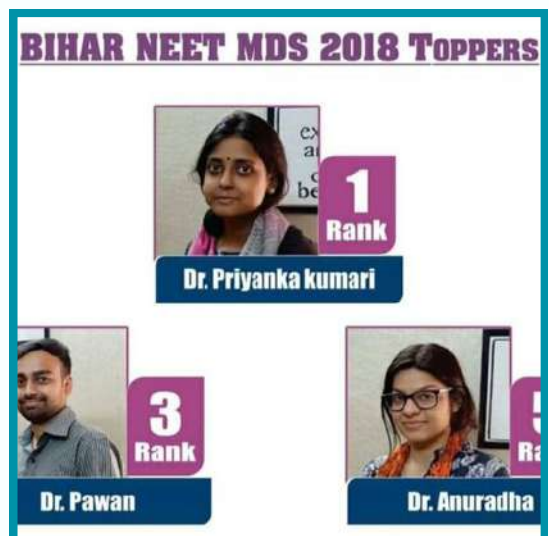 BIHAR NEET MDS 2018 TOPPERS
1
Rank
Dr. Priyanka kumari
3
Rank
Dr. Pawan
Dr. Anuradha